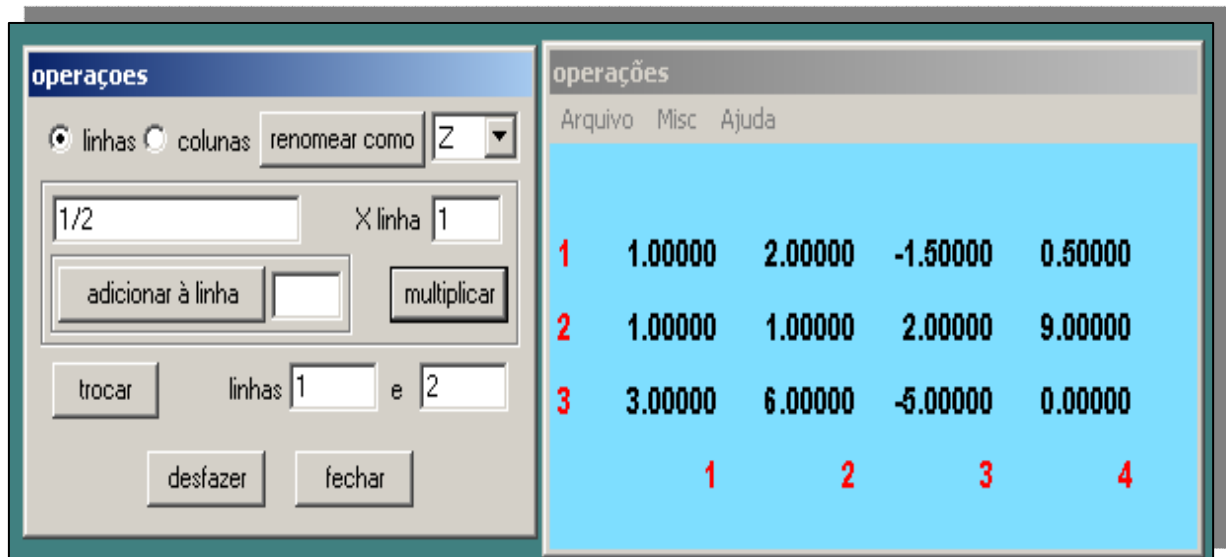 operaçoes
linhas colunas renomear como Z
1/2 X linha 1
adicionar à linha multiplicar
trocar linhas 1 e 2
desfazer fechar
operações
Arquivo Misc Ajuda
1 1.00000 2.00000 -1.50000 0.50000
2 1.00000 1.00000 2.00000 9.00000
3 3.00000 6.00000 -5.00000 0.00000
1 2 3 4